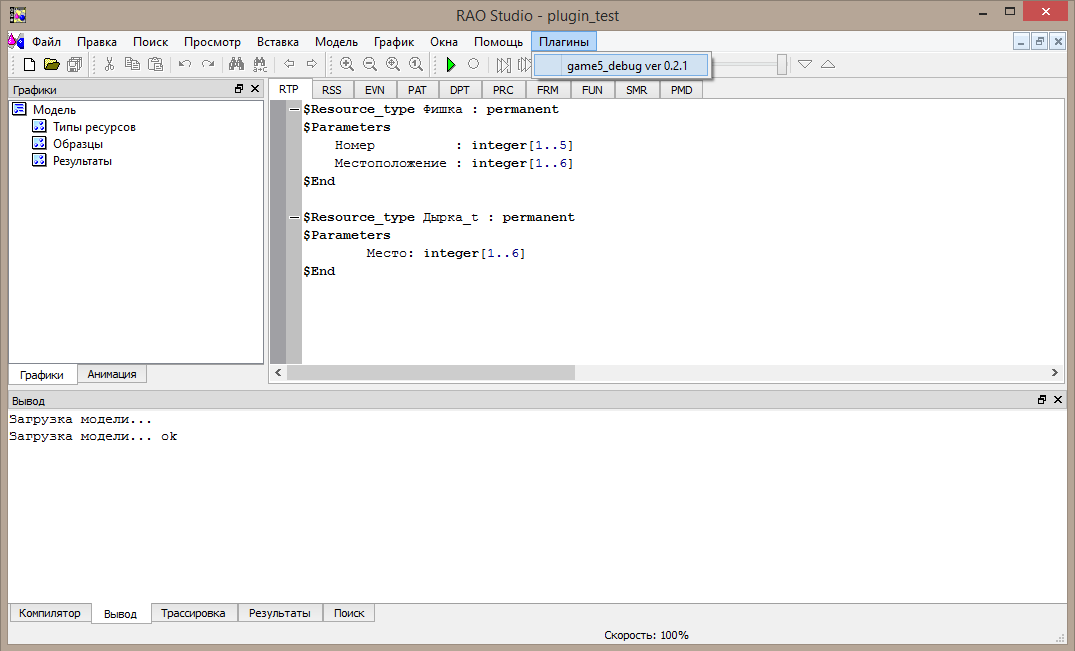 RAO Studio - plugin_test
Файл Правка Поиск Просмотр Вставка Модель График Окна Помощь Плагины
game5_debug ver 0.2.1
Графики
Модель
Типы ресурсов
Образцы
Результаты
Графики Анимация
RTP RSS EVN PAT DPT PRC FRM FUN SMR PMD
$Resource_type Фишка : permanent
$Parameters
Номер : integer[1..5]
Местоположение : integer[1..6]
$End
$Resource_type Дырка_t : permanent
$Parameters
Место: integer[1..6]
$End
Вывод
Загрузка модели...
Загрузка модели... ok
Компилятор Вывод Трассировка Результаты Поиск
Скорость: 100%